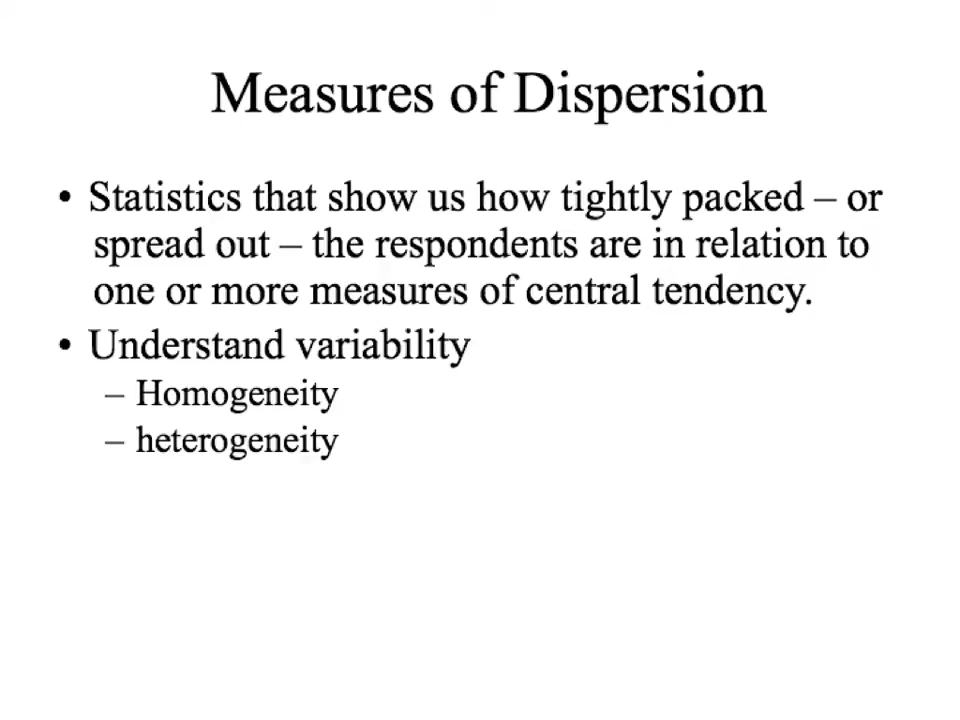 Measures of Dispersion
• Statistics that show us how tightly packed – or
spread out – the respondents are in relation to
one or more measures of central tendency.
• Understand variability
– Homogeneity
– heterogeneity